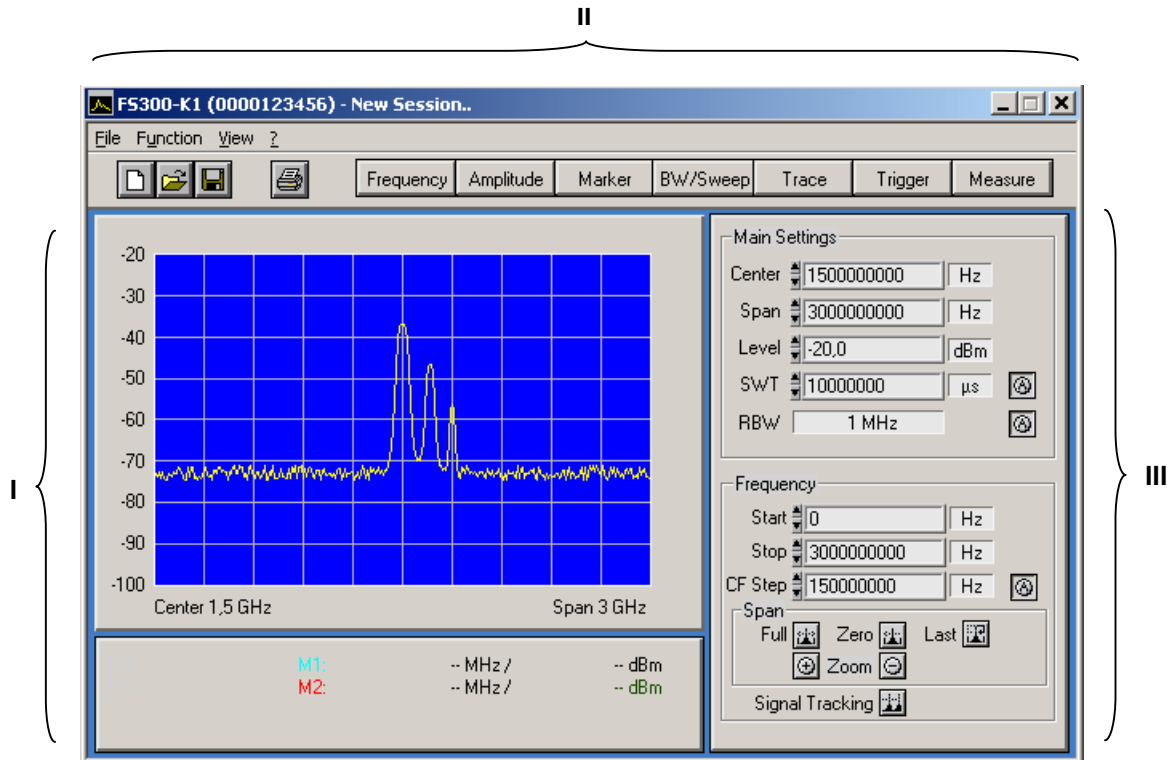 II
FS300-K1 (0000123456) - New Session..
File Function View ?
Frequency Amplitude Marker BW/Sweep Trace Trigger Measure
I
-20
-30
-40
-50
-60
-70
-80
-90
-100
Center 1,5 GHz Span 3 GHz
M1: -- MHz / -- dBm
M2: -- MHz / -- dBm
Main Settings
Center 1500000000 Hz
Span 3000000000 Hz
Level -20,0 dBm
SWT 10000000 µs A
RBW 1 MHz A
Frequency
Start 0 Hz
Stop 3000000000 Hz
CF Step 150000000 Hz A
Span
Full Zero Last
Zoom
Signal Tracking
III